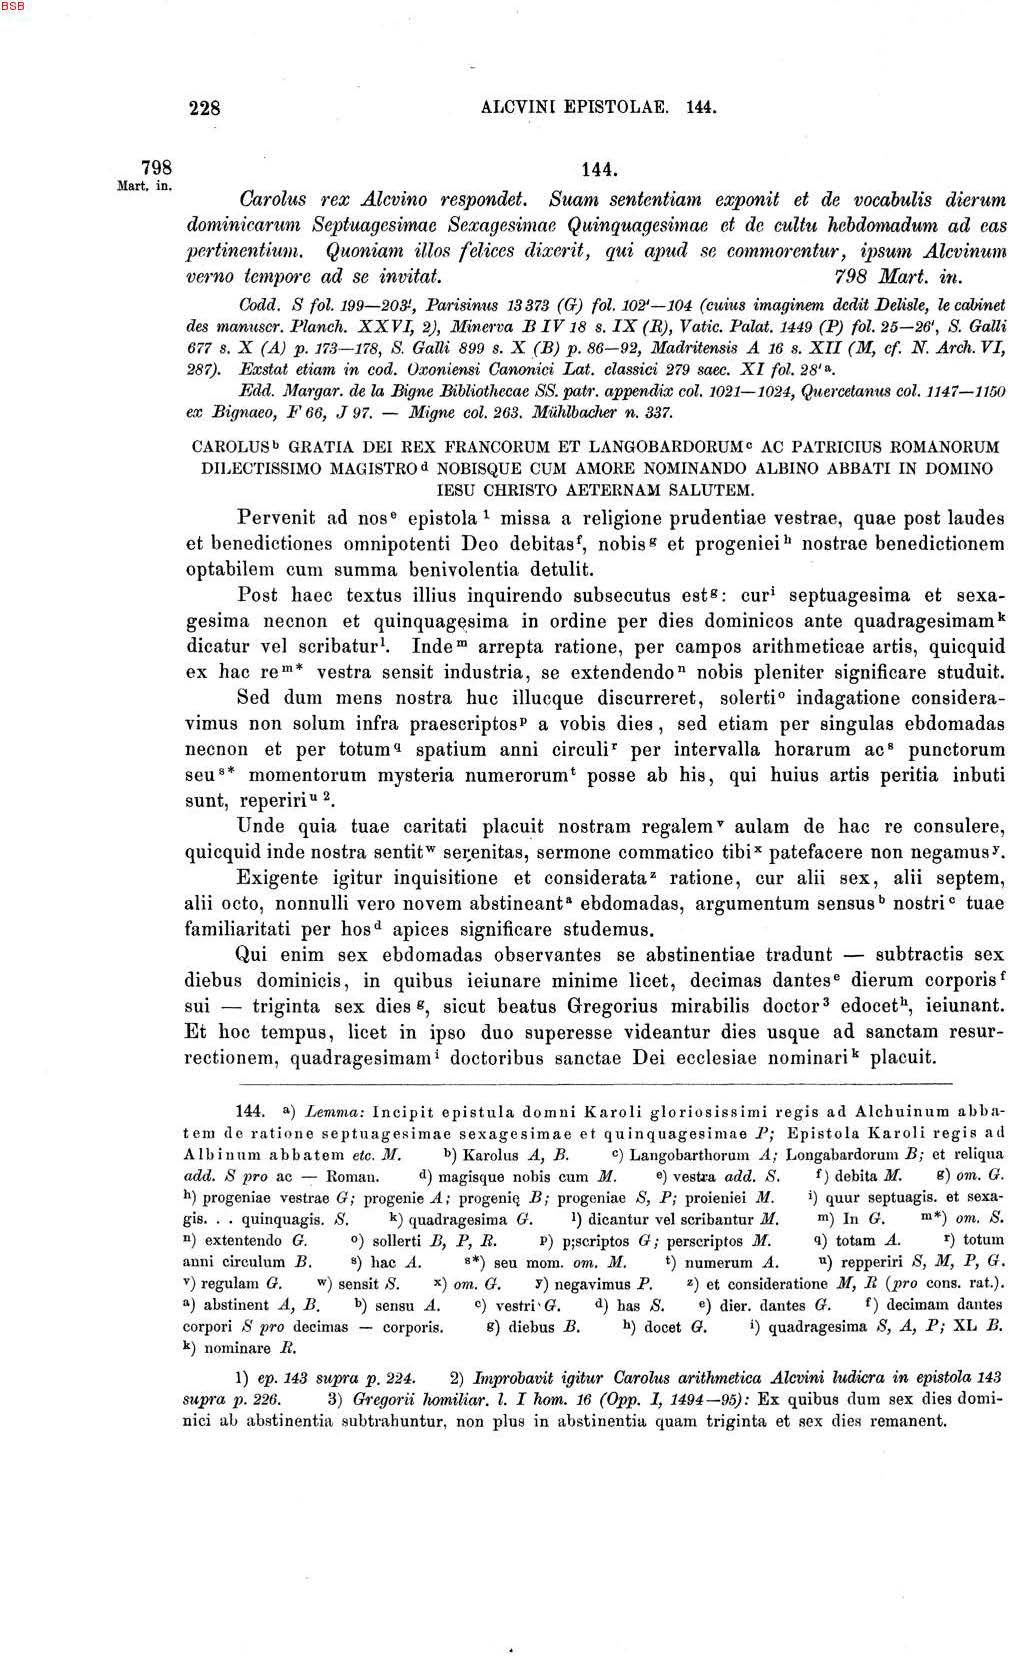 BSB
228 ALCVINI EPISTOLAE. 144.
798 144.
Mart. in.
Carolus rex Alcvino respondet. Suam sententiam exponit et de vocabulis dierum
dominicarum Septuagesimae Sexagesimae Quinquagesimae et de cultu hebdomadum ad eas
pertinentium. Quoniam illos felices dixerit, qui apud se commorentur, ipsum Alcvinum
verno tempore ad se invitat. 798 Mart. in.
Codd. S fol. 199—203', Parisinus 13373 (G) fol. 102'—104 (cuius imaginem dedit Delisle, le cabinet
des manuscr. Planch. XXVI, 2), Minerva B IV 18 s. IX (R), Vatic. Palat. 1449 (P) fol. 25—26', S. Galli
677 s. X (A) p. 173—178, S. Galli 899 s. X (B) p. 86—92, Madritensis A 16 s. XII (M, cf. N. Arch. VI,
287). Exstat etiam in cod. Oxoniensi Canonici Lat. classici 279 saec. XI fol. 28' a.
Edd. Margar. de la Bigne Bibliothecae SS. patr. appendix col. 1021—1024, Quercetanus col. 1147—1150
ex Bignaeo, F 66, J 97. — Migne col. 263. Mühlbacher n. 337.
CAROLUS b GRATIA DEI REX FRANCORUM ET LANGOBARDORUM c AC PATRICIUS ROMANORUM
DILECTISSIMO MAGISTRO d NOBISQUE CUM AMORE NOMINANDO ALBINO ABBATI IN DOMINO
IESU CHRISTO AETERNAM SALUTEM.
Pervenit ad nos e epistola 1 missa a religione prudentiae vestrae, quae post laudes
et benedictiones omnipotenti Deo debitas f, nobis g et progeniei h nostrae benedictionem
optabilem cum summa benivolentia detulit.
Post haec textus illius inquirendo subsecutus est g: cur i septuagesima et sexa-
gesima necnon et quinquagęsima in ordine per dies dominicos ante quadragesimam k
dicatur vel scribatur l. Inde m arrepta ratione, per campos arithmeticae artis, quicquid
ex hac re m* vestra sensit industria, se extendendo n nobis pleniter significare studuit.
Sed dum mens nostra huc illucque discurreret, solerti o indagatione considera-
vimus non solum infra praescriptos p a vobis dies, sed etiam per singulas ebdomadas
necnon et per totum q spatium anni circuli r per intervalla horarum ac s punctorum
seu s* momentorum mysteria numerorum t posse ab his, qui huius artis peritia inbuti
sunt, reperiri u 2.
Unde quia tuae caritati placuit nostram regalem v aulam de hac re consulere,
quicquid inde nostra sentit w serenitas, sermone commatico tibi x patefacere non negamus y.
Exigente igitur inquisitione et considerata z ratione, cur alii sex, alii septem,
alii octo, nonnulli vero novem abstineant a ebdomadas, argumentum sensus b nostri c tuae
familiaritati per hos d apices significare studemus.
Qui enim sex ebdomadas observantes se abstinentiae tradunt — subtractis sex
diebus dominicis, in quibus ieiunare minime licet, decimas dantes e dierum corporis f
sui — triginta sex dies g, sicut beatus Gregorius mirabilis doctor 3 edocet h, ieiunant.
Et hoc tempus, licet in ipso duo superesse videantur dies usque ad sanctam resur-
rectionem, quadragesimam i doctoribus sanctae Dei ecclesiae nominari k placuit.
144. a) Lemma: Incipit epistula domni Karoli gloriosissimi regis ad Alchuinum abba-
tem de ratione septuagesimae sexagesimae et quinquagesimae P; Epistola Karoli regis ad
Albinum abbatem etc. M. b) Karolus A, B. c) Langobarthorum A; Longabardorum B; et reliqua
add. S pro ac — Roman. d) magisque nobis cum M. e) vestra add. S. f) debita M. g) om. G.
h) progeniae vestrae G; progenie A; progenię B; progeniae S, P; proieniei M. i) quur septuagis. et sexa-
gis. . . quinquagis. S. k) quadragesima G. l) dicantur vel scribantur M. m) In G. m*) om. S.
n) extentendo G. o) sollerti B, P, R. p) p;scriptos G; perscriptos M. q) totam A. r) totum
anni circulum B. s) hac A. s*) seu mom. om. M. t) numerum A. u) repperiri S, M, P, G.
v) regulam G. w) sensit S. x) om. G. y) negavimus P. z) et consideratione M, R (pro cons. rat.).
a) abstinent A, B. b) sensu A. c) vestri G. d) has S. e) dier. dantes G. f) decimam dantes
corpori S pro decimas — corporis. g) diebus B. h) docet G. i) quadragesima S, A, P; XL B.
k) nominare R.
1) ep. 143 supra p. 224. 2) Improbavit igitur Carolus arithmetica Alcvini ludicra in epistola 143
supra p. 226. 3) Gregorii homiliar. l. I hom. 16 (Opp. I, 1494—95): Ex quibus dum sex dies domi-
nici ab abstinentia subtrahuntur, non plus in abstinentia quam triginta et sex dies remanent.